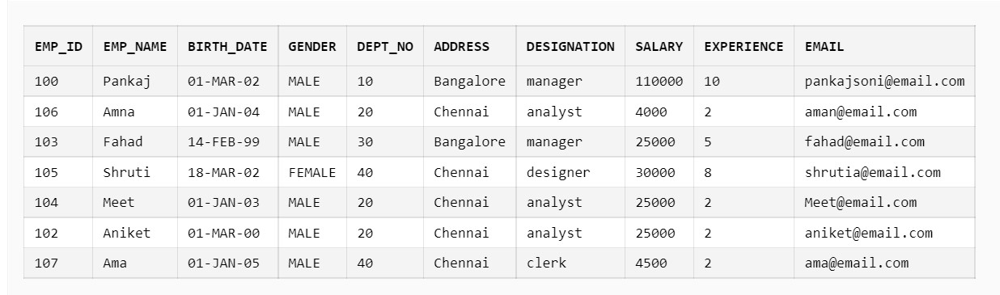 EMP_ID EMP_NAME BIRTH_DATE GENDER DEPT_NO ADDRESS DESIGNATION SALARY EXPERIENCE EMAIL
100 Pankaj 01-MAR-02 MALE 10 Bangalore manager 110000 10 pankajsoni@email.com
106 Amna 01-JAN-04 MALE 20 Chennai analyst 4000 2 aman@email.com
103 Fahad 14-FEB-99 MALE 30 Bangalore manager 25000 5 fahad@email.com
105 Shruti 18-MAR-02 FEMALE 40 Chennai designer 30000 8 shrutia@email.com
104 Meet 01-JAN-03 MALE 20 Chennai analyst 25000 2 Meet@email.com
102 Aniket 01-MAR-00 MALE 20 Chennai analyst 25000 2 aniket@email.com
107 Ama 01-JAN-05 MALE 40 Chennai clerk 4500 2 ama@email.com